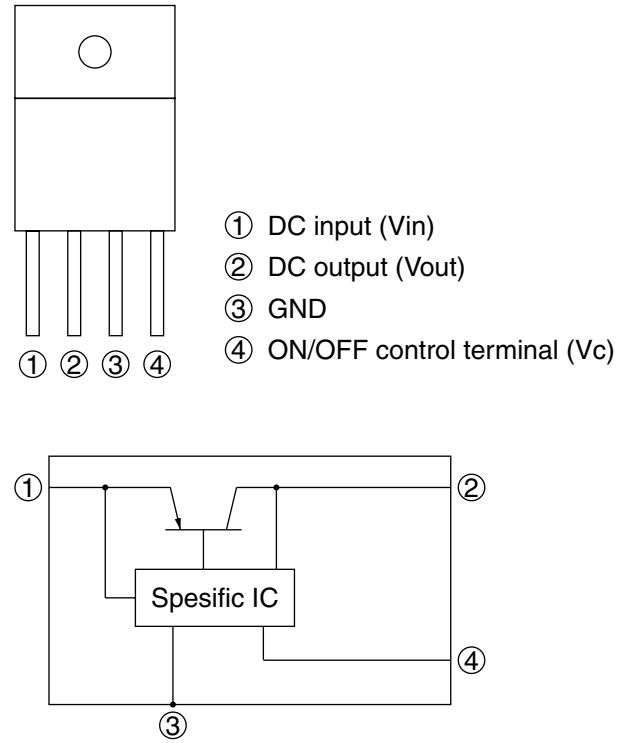 ① DC input (Vin)
② DC output (Vout)
③ GND
④ ON/OFF control terminal (Vc)
① ② ③ ④
①
②
Spesific IC
④
③